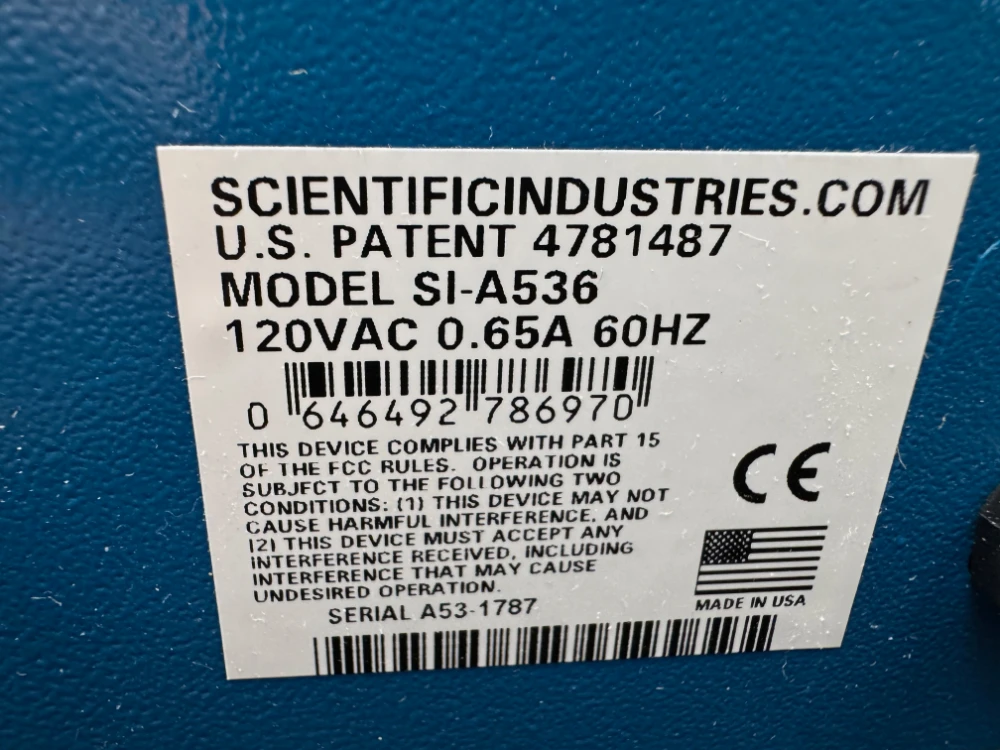 SCIENTIFICINDUSTRIES.COM
U.S. PATENT 4781487
MODEL SI-A536
120VAC 0.65A 60HZ
0 646492 786970
THIS DEVICE COMPLIES WITH PART 15
OF THE FCC RULES. OPERATION IS
SUBJECT TO THE FOLLOWING TWO
CONDITIONS: (1) THIS DEVICE MAY NOT
CAUSE HARMFUL INTERFERENCE, AND
(2) THIS DEVICE MUST ACCEPT ANY
INTERFERENCE RECEIVED, INCLUDING
INTERFERENCE THAT MAY CAUSE
UNDESIRED OPERATION.
SERIAL A53-1787
CE
MADE IN USA